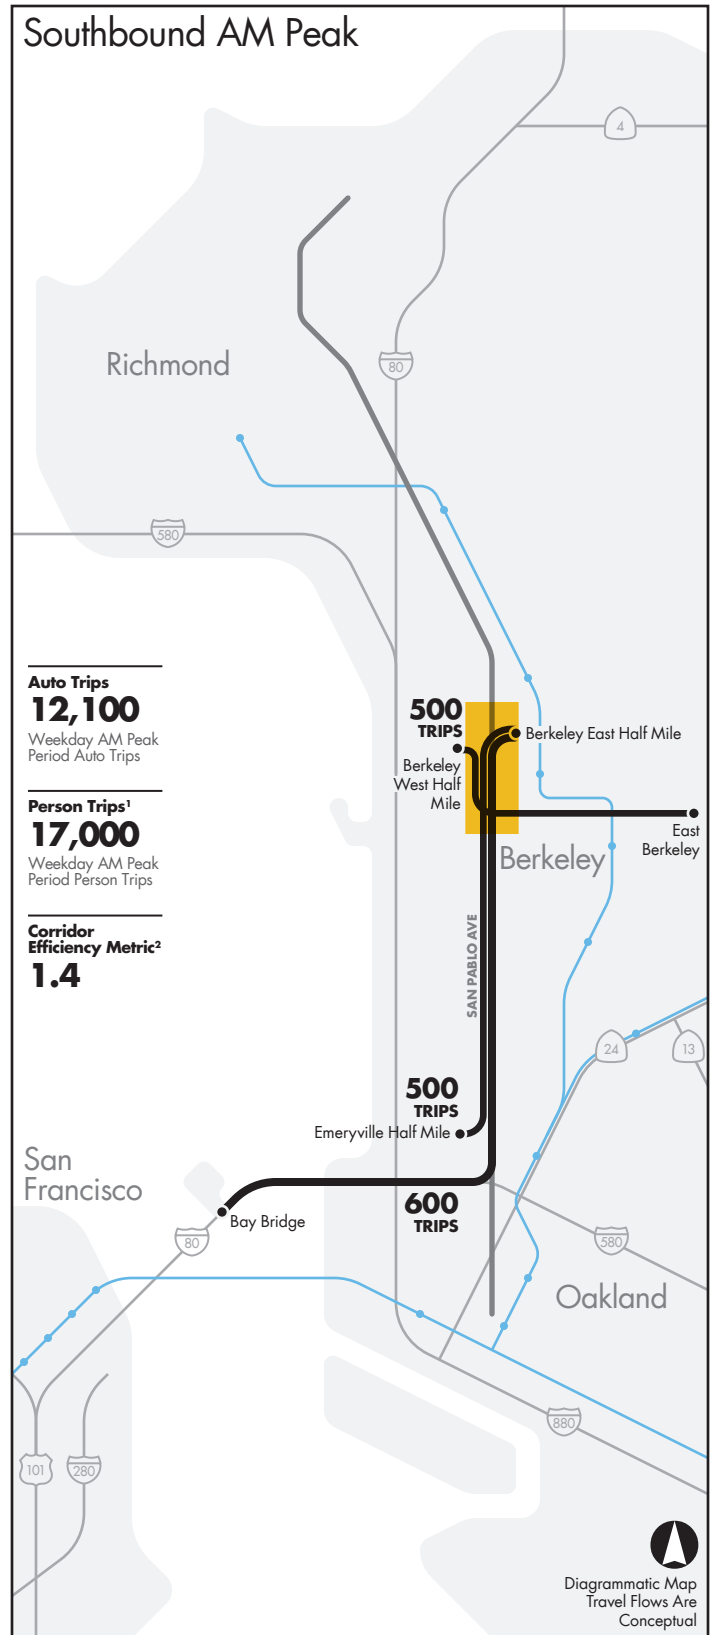 Southbound AM Peak
4
Richmond
80
580
Auto Trips
12,100
Weekday AM Peak
Period Auto Trips
Person Trips¹
17,000
Weekday AM Peak
Period Person Trips
Corridor
Efficiency Metric²
1.4
500
TRIPS
Berkeley East Half Mile
Berkeley
West Half
Mile
East
Berkeley
Berkeley
SAN PABLO AVE
24
13
500
TRIPS
Emeryville Half Mile
San
Francisco
600
TRIPS
Bay Bridge
80
580
Oakland
880
101
280
Diagrammatic Map
Travel Flows Are
Conceptual